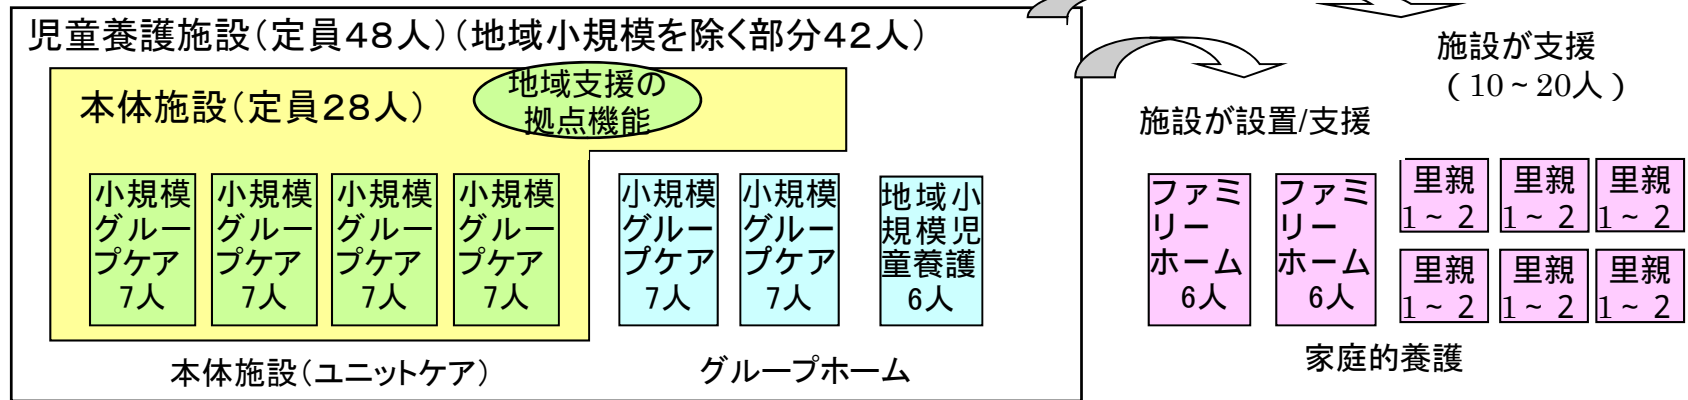 児童養護施設(定員48人)(地域小規模を除く部分42人)
本体施設(定員28人)
地域支援の
拠点機能
小規模
グルー
プケア
7人
小規模
グルー
プケア
7人
小規模
グルー
プケア
7人
小規模
グルー
プケア
7人
小規模
グルー
プケア
7人
小規模
グルー
プケア
7人
地域小
規模児
童養護
6人
本体施設(ユニットケア)
グループホーム
施設が支援
(10~20人)
施設が設置/支援
ファミ
リー
ホーム
6人
ファミ
リー
ホーム
6人
里親
1~2
里親
1~2
里親
1~2
里親
1~2
里親
1~2
里親
1~2
家庭的養護